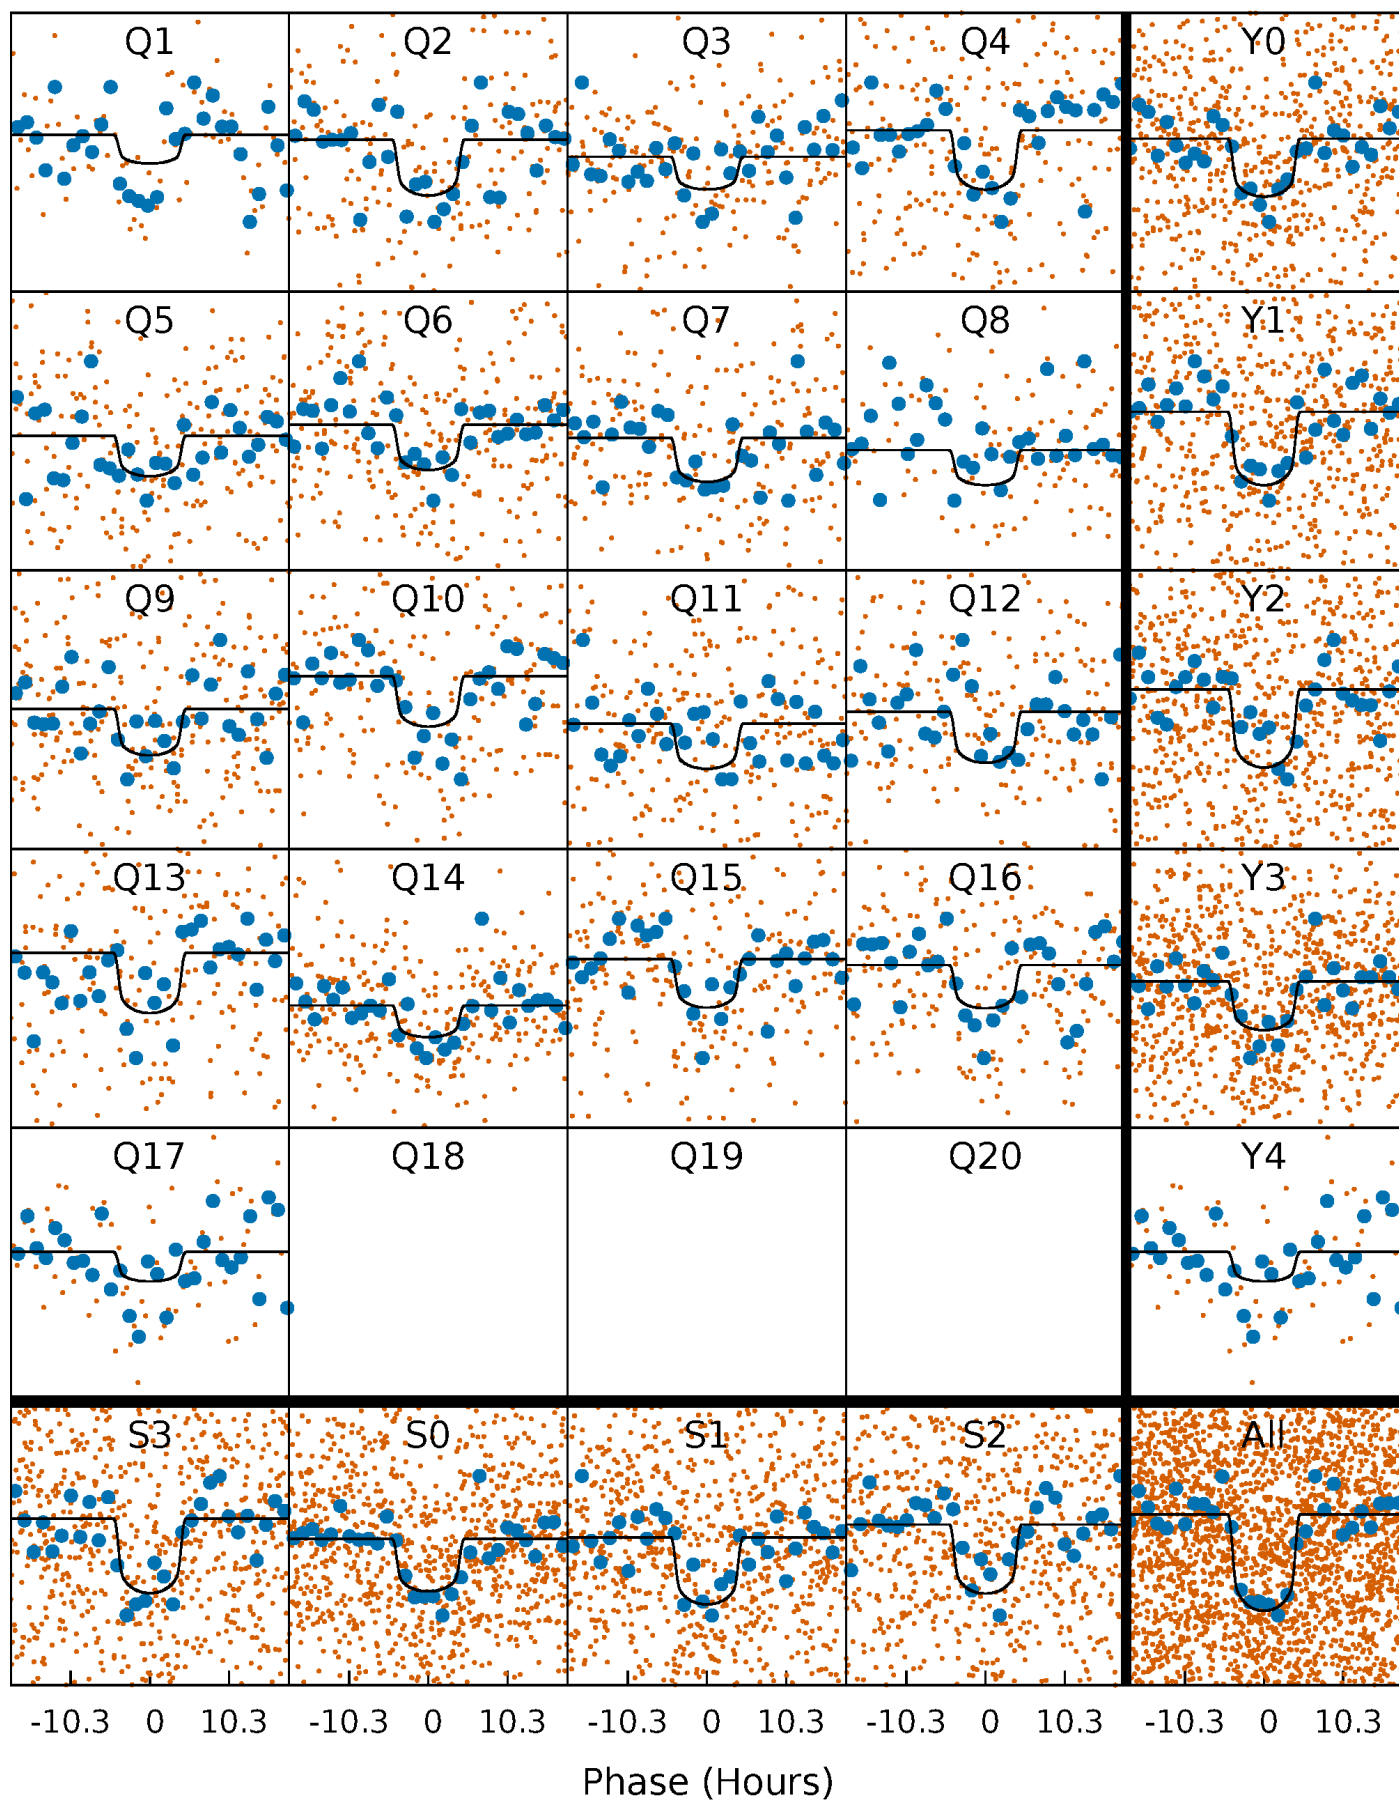 Q1 Q2 Q3 Q4 Y0
Q5 Q6 Q7 Q8 Y1
Q9 Q10 Q11 Q12 Y2
Q13 Q14 Q15 Q16 Y3
Q17 Q18 Q19 Q20 Y4
S3 S0 S1 S2 All
-10.3 0 10.3 -10.3 0 10.3 -10.3 0 10.3 -10.3 0 10.3 -10.3 0 10.3
Phase (Hours)